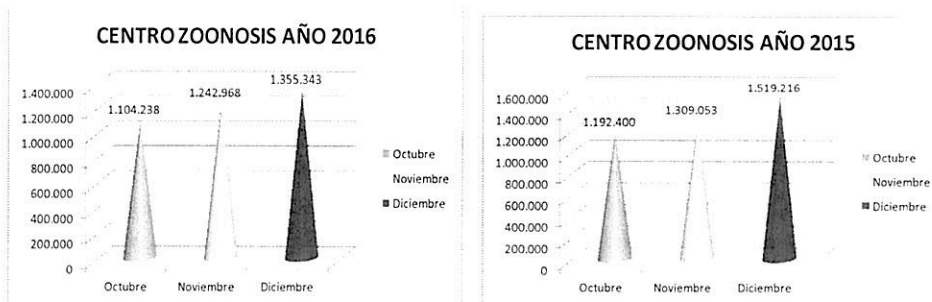 CENTRO ZOONOSIS AÑO 2016
1.400.000
1.200.000
1.000.000
800.000
600.000
400.000
200.000
0
1.104.238
1.242.968
1.355.343
Octubre
Noviembre
Diciembre
Octubre
Noviembre
Diciembre
CENTRO ZOONOSIS AÑO 2015
1.600.000
1.400.000
1.200.000
1.000.000
800.000
600.000
400.000
200.000
0
1.192.400
1.309.053
1.519.216
Octubre
Noviembre
Diciembre
Octubre
Noviembre
Diciembre